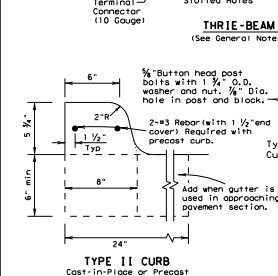 Terminal
Connector
(10 Gauge)
Slotted Holes
THRIE-BEAM
(See General Note
6"
5/8"Button head post
bolts with 1 3/4" O.D.
washer and nut. 7/8" Dia.
hole in post and block.
2"R
5 3/4"
1 1/2"
Typ
2-#3 Rebar(with 1 1/2"end
cover) Required with
precast curb.
Ty
Cu
6" min
8"
Add when gutter is
used in approaching
pavement section.
24"
TYPE II CURB
Cast-in-Place or Precast